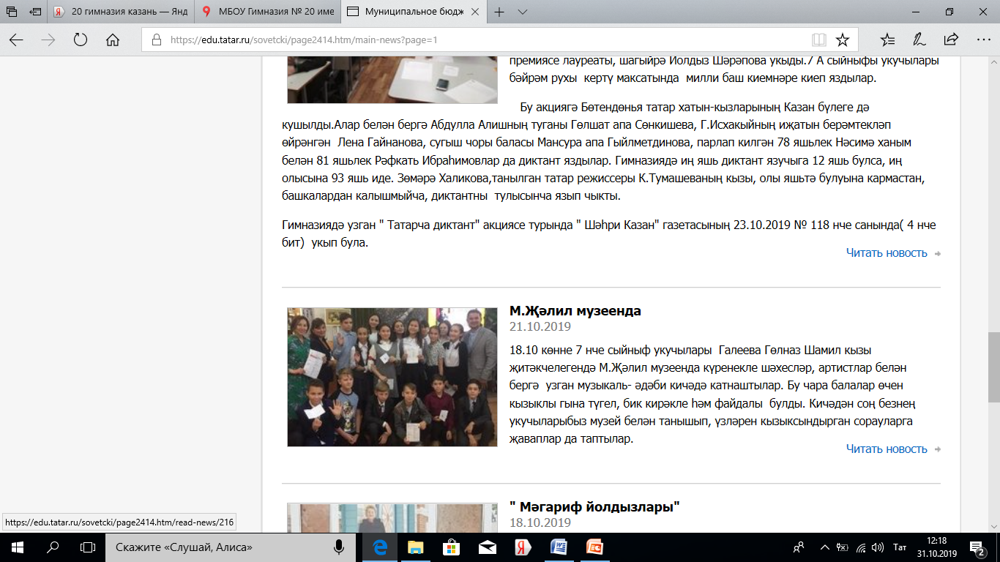 20 гимназия казань — Янд
МБОУ Гимназия № 20 име
Муниципальное бюдж
https://edu.tatar.ru/sovetcki/page2414.htm/main-news?page=1
премиясе лауреаты, шагыйрә Йолдыз Шәрәпова укыды.7 А сыйныфы укучылары
бәйрәм рухы кертү максатында милли баш киемнәре киеп яздылар.
Бу акциягә Бөтендөнья татар хатын-кызларының Казан бүлеге дә
кушылды.Алар белән бергә Абдулла Алишның туганы Гөлшат апа Сөнкишева, Г.Исхакыйның иҗатын берәмтекләп
өйрәнгән Лена Гайнанова, сугыш чоры баласы Мансура апа Гыйлметдинова, парлап килгән 78 яшьлек Нәсимә ханым
белән 81 яшьлек Рәфкать Ибраһимовлар да диктант яздылар. Гимназиядә иң яшь диктант язучыга 12 яшь булса, иң
олысына 93 яшь иде. Зөмәрә Халикова,танылган татар режиссеры К.Тумашеваның кызы, олы яшьтә булуына кармастан,
башкалардан калышмыйча, диктантны тулысынча язып чыкты.
Гимназиядә узган " Татарча диктант" акциясе турында " Шәһри Казан" газетасының 23.10.2019 № 118 нче санында( 4 нче
бит) укып була.
Читать новость
М.Җәлил музеенда
21.10.2019
18.10 көнне 7 нче сыйныф укучылары Галеева Гөлназ Шамил кызы
җитәкчелегендә М.Җәлил музеенда күренекле шәхесләр, артистлар белән
бергә узган музыкаль- әдәби кичәдә катнаштылар. Бу чара балалар өчен
кызыклы гына түгел, бик кирәкле һәм файдалы булды. Кичәдән соң безнең
укучыларыбыз музей белән танышып, үзләрен кызыксындырган сорауларга
җаваплар да таптылар.
Читать новость
" Мәгариф йолдызлары"
18.10.2019
https://edu.tatar.ru/sovetcki/page2414.htm/read-news/216
Скажите «Слушай, Алиса»
Тат
12:18
31.10.2019
2